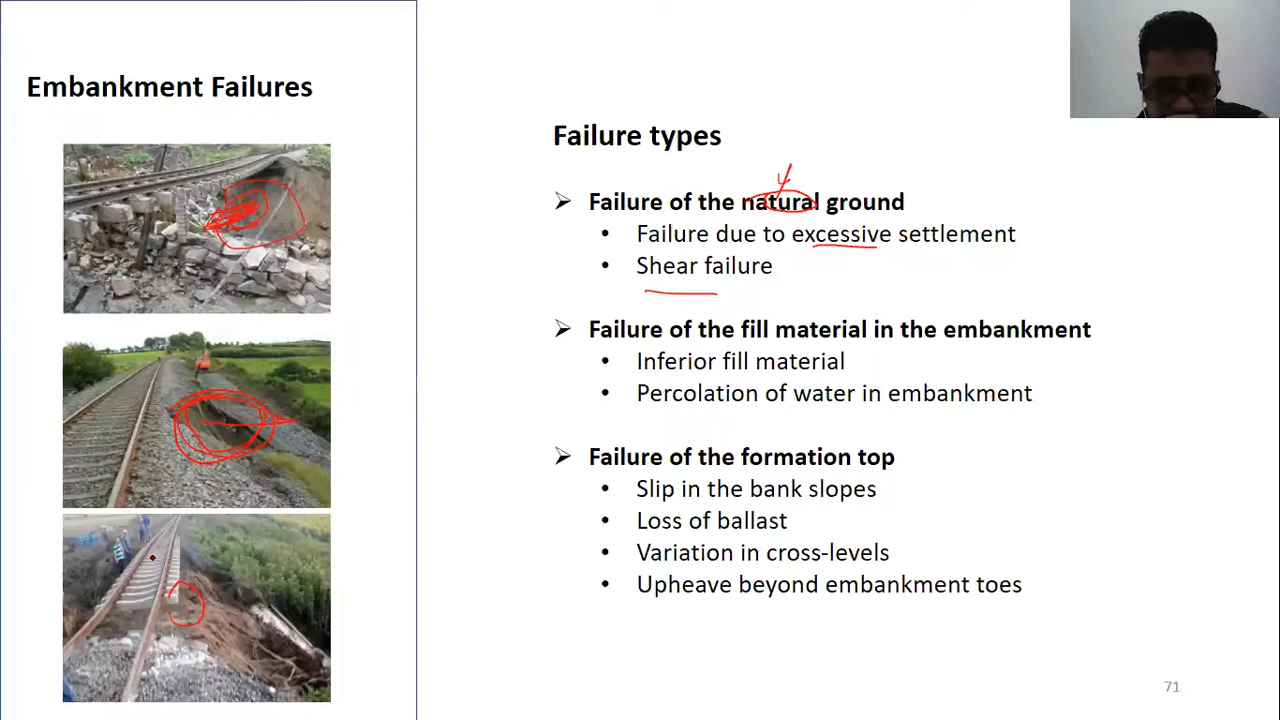 Embankment Failures
Failure types
➢ Failure of the natural ground
• Failure due to excessive settlement
• Shear failure
➢ Failure of the fill material in the embankment
• Inferior fill material
• Percolation of water in embankment
➢ Failure of the formation top
• Slip in the bank slopes
• Loss of ballast
• Variation in cross-levels
• Upheave beyond embankment toes
71